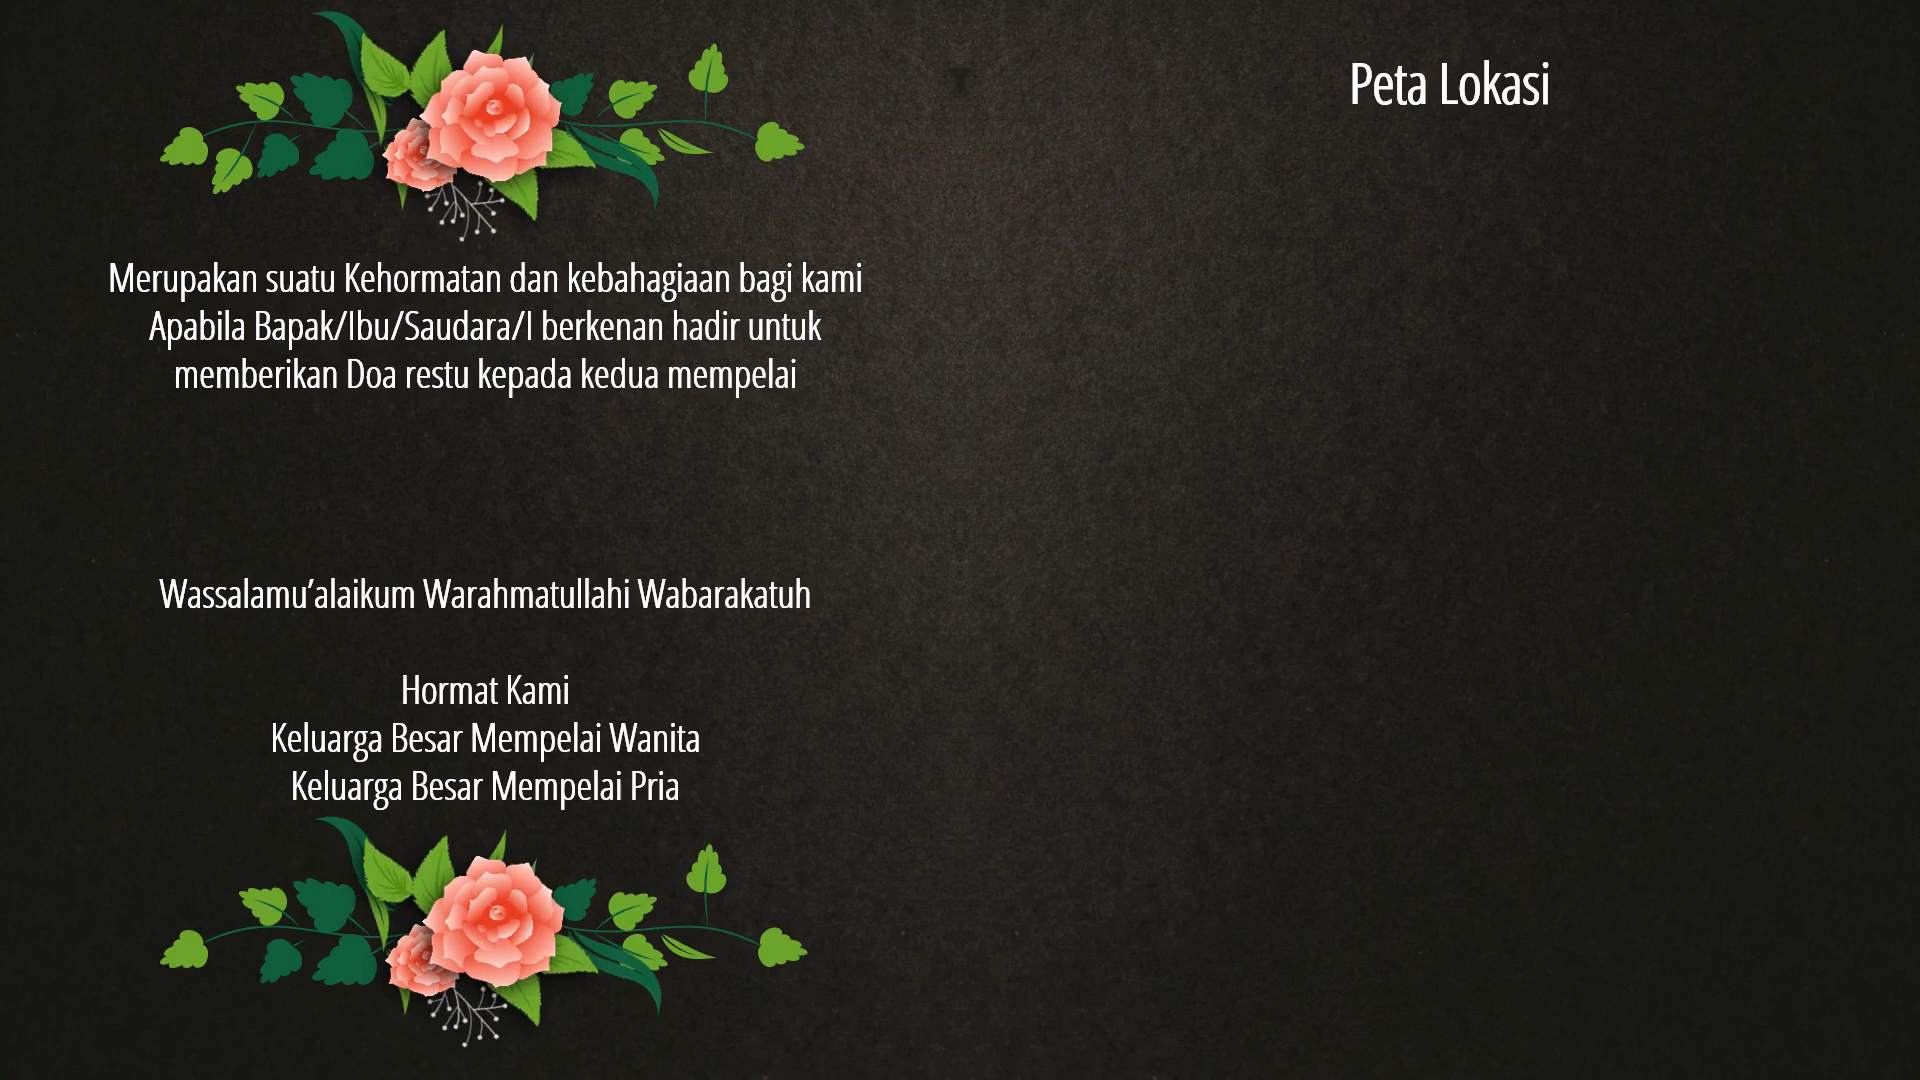 Merupakan suatu Kehormatan dan kebahagiaan bagi kami
Apabila Bapak/Ibu/Saudara/I berkenan hadir untuk
memberikan Doa restu kepada kedua mempelai
Wassalamu’alaikum Warahmatullahi Wabarakatuh
Hormat Kami
Keluarga Besar Mempelai Wanita
Keluarga Besar Mempelai Pria
Peta Lokasi